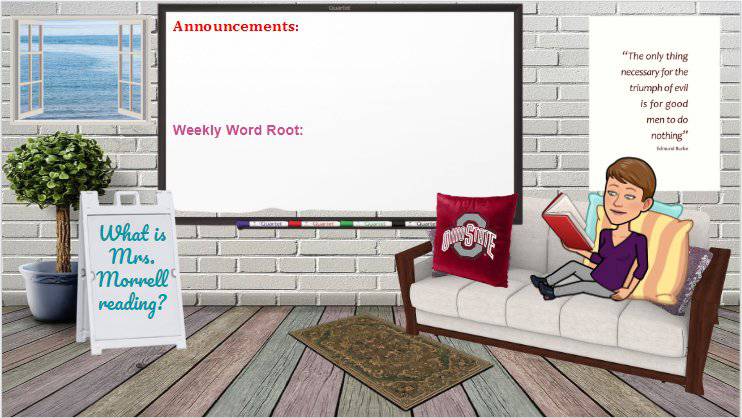 Quartet
Announcements:
Weekly Word Root:
"The only thing
necessary for the
triumph of evil
is for good
men to do
nothing"
Edmund Burke
What is
Mrs.
Morrell
reading?
OHIO STATE
Quartet
Quartet
Quartet
Quartet